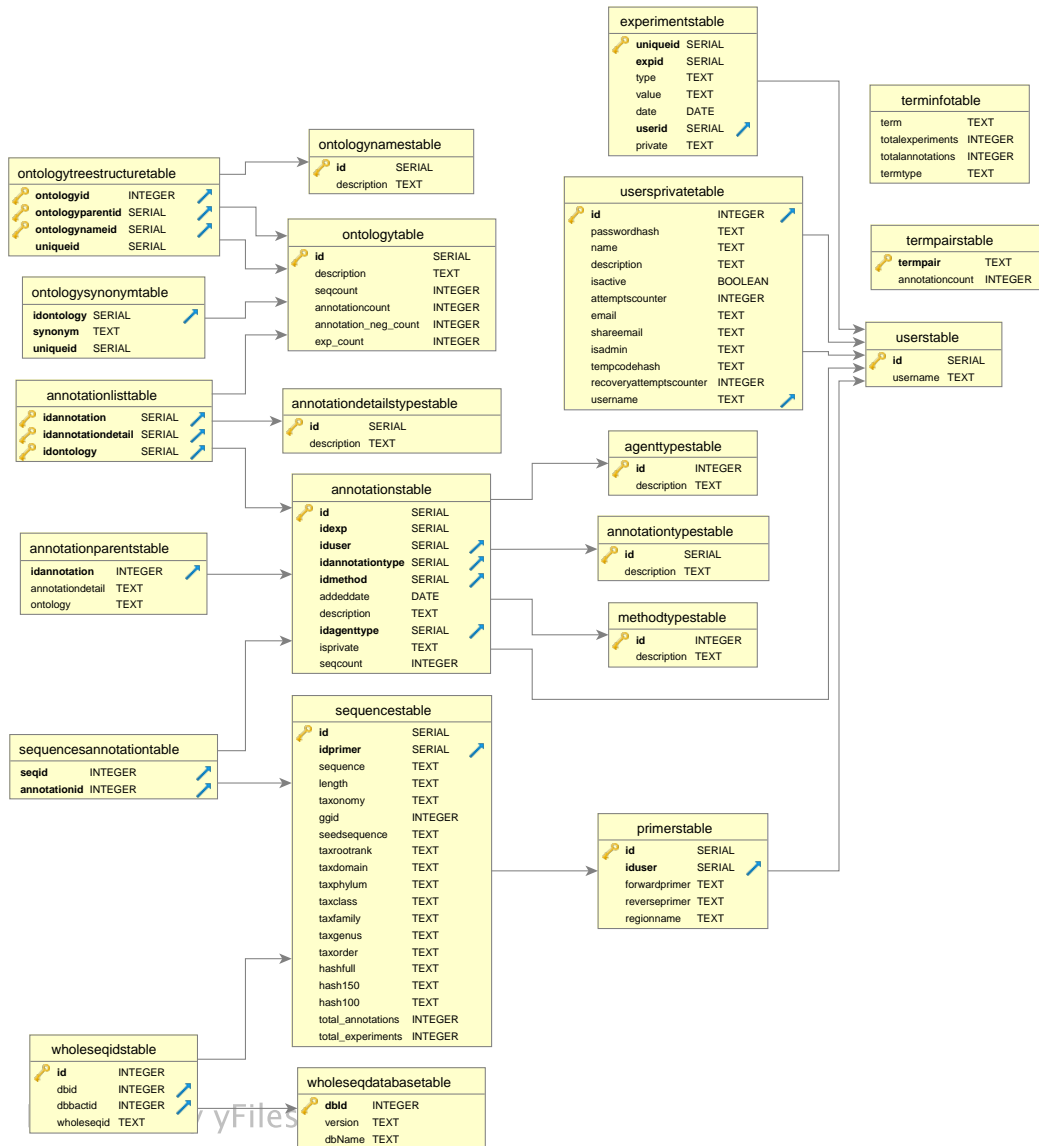 experimentstable
uniqueid SERIAL
expid SERIAL
type TEXT
value TEXT
date DATE
userid SERIAL
private TEXT
terminfotable
term TEXT
totalexperiments INTEGER
totalannotations INTEGER
termtype TEXT
ontologynamestable
id SERIAL
description TEXT
ontologytreestructuretable
ontologyid INTEGER
ontologyparentid SERIAL
ontologynameid SERIAL
uniqueid SERIAL
usersprivatetable
id INTEGER
passwordhash TEXT
name TEXT
description TEXT
isactive BOOLEAN
attemptscounter INTEGER
email TEXT
shareemail TEXT
isadmin TEXT
tempcodehash TEXT
recoveryattemptscounter INTEGER
username TEXT
ontologytable
id SERIAL
description TEXT
seqcount INTEGER
annotationcount INTEGER
annotation_neg_count INTEGER
exp_count INTEGER
termpairstable
termpair TEXT
annotationcount INTEGER
ontologysynonymtable
idontology SERIAL
synonym TEXT
uniqueid SERIAL
userstable
id SERIAL
username TEXT
annotationlisttable
idannotation SERIAL
idannotationdetail SERIAL
idontology SERIAL
annotationdetailstypestable
id SERIAL
description TEXT
agenttypestable
id INTEGER
description TEXT
annotationstable
id SERIAL
idexp SERIAL
iduser SERIAL
idannotationtype SERIAL
idmethod SERIAL
addeddate DATE
description TEXT
idagenttype SERIAL
isprivate TEXT
seqcount INTEGER
annotationtypestable
id SERIAL
description TEXT
annotationparentstable
idannotation INTEGER
annotationdetail TEXT
ontology TEXT
methodtypestable
id INTEGER
description TEXT
sequencestable
id SERIAL
idprimer SERIAL
sequence TEXT
length TEXT
taxonomy TEXT
ggid INTEGER
seedsequence TEXT
taxrootrank TEXT
taxdomain TEXT
taxphylum TEXT
taxclass TEXT
taxfamily TEXT
taxgenus TEXT
taxorder TEXT
hashfull TEXT
hash150 TEXT
hash100 TEXT
total_annotations INTEGER
total_experiments INTEGER
sequencesannotationtable
seqid INTEGER
annotationid INTEGER
primerstable
id SERIAL
iduser SERIAL
forwardprimer TEXT
reverseprimer TEXT
regionname TEXT
wholeseqidstable
id INTEGER
dbid INTEGER
dbbactid INTEGER
wholeseqid TEXT
wholeseqdatabasetable
dbId INTEGER
version TEXT
dbName TEXT
yFiles